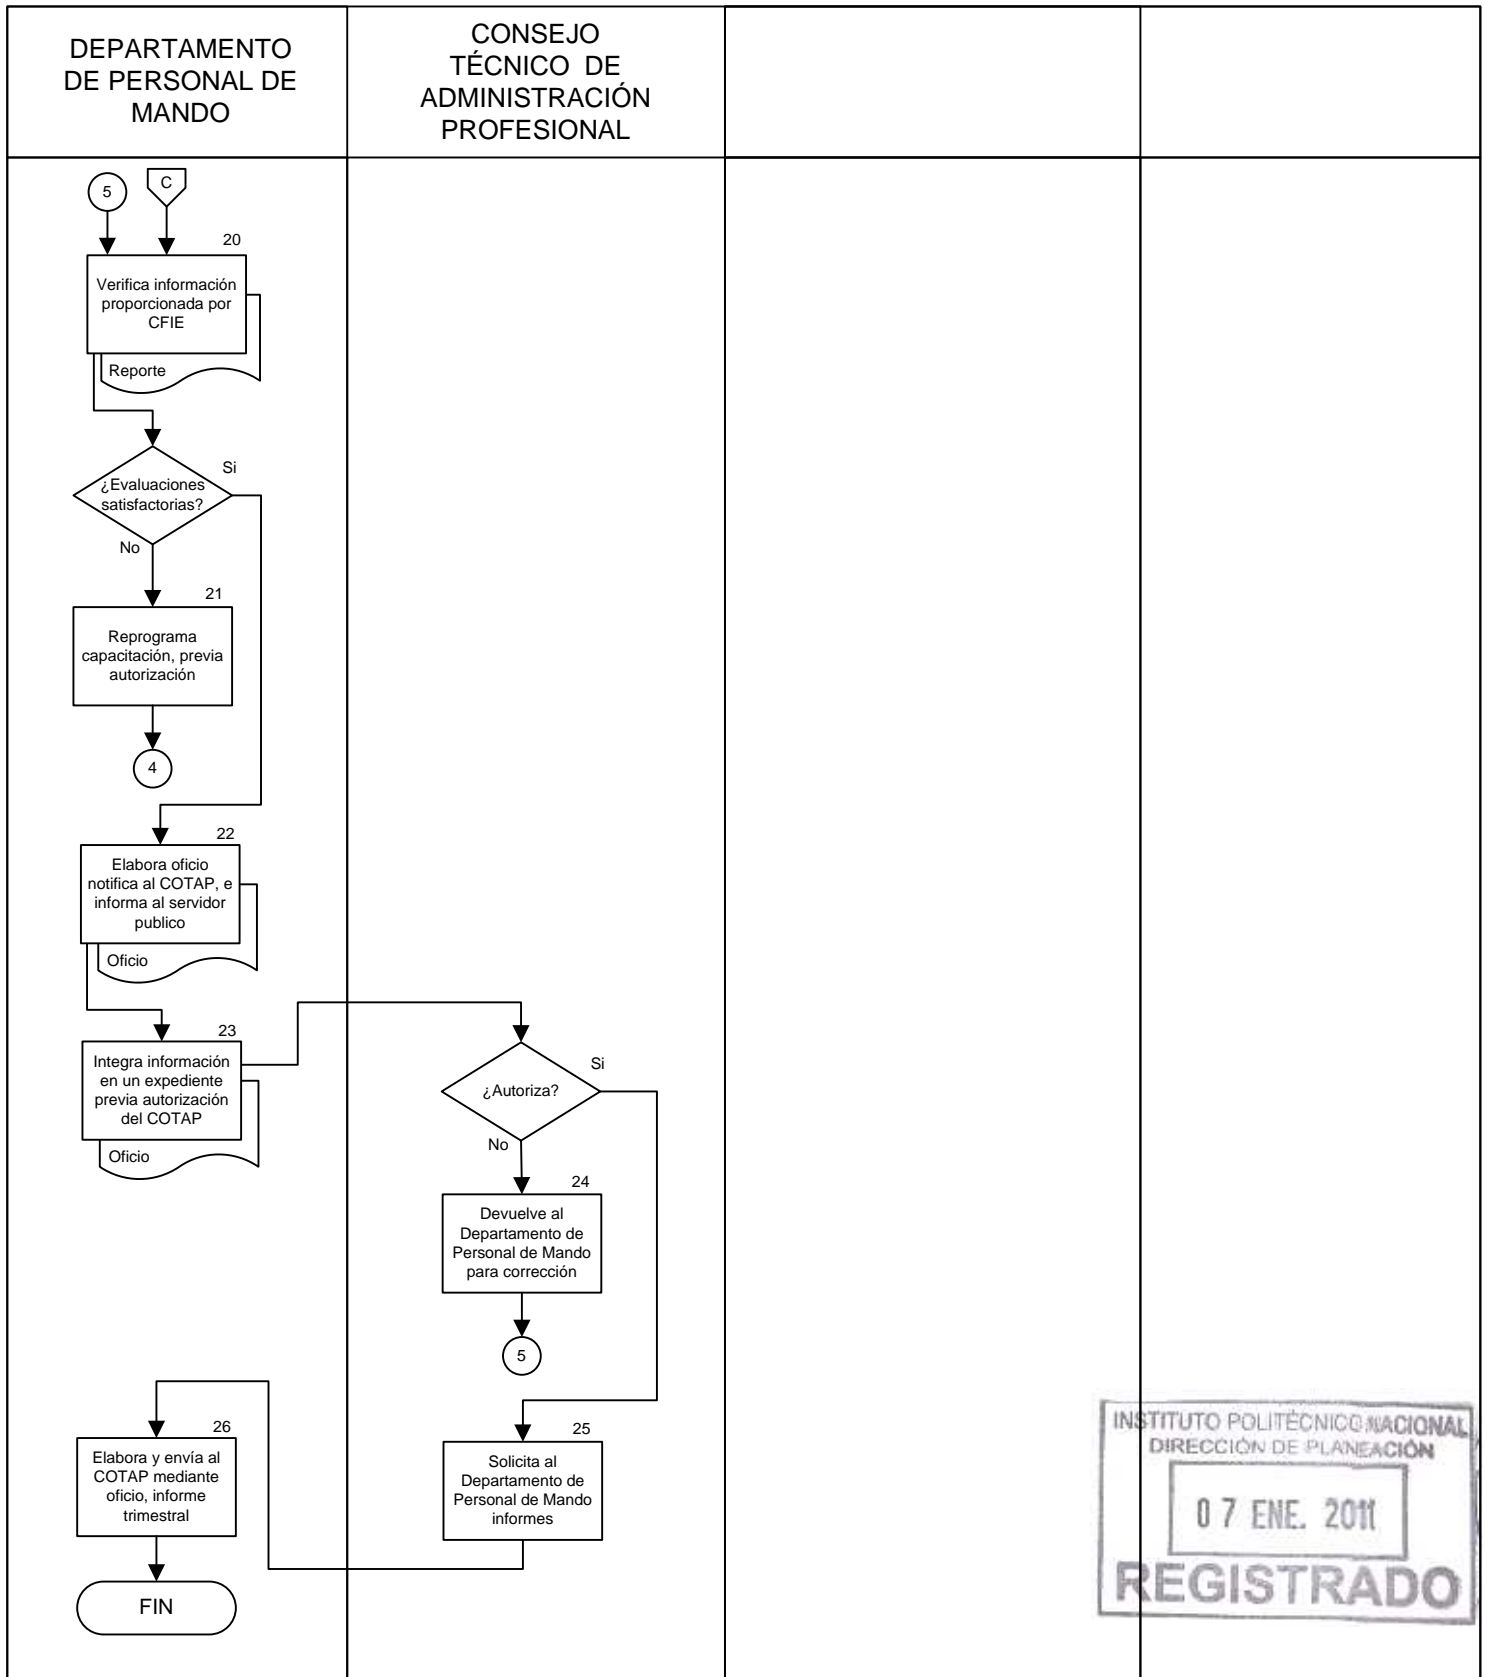 DEPARTAMENTO
DE PERSONAL DE
MANDO
CONSEJO
TÉCNICO DE
ADMINISTRACIÓN
PROFESIONAL
5
C
20
Verifica información
proporcionada por
CFIE
Reporte
¿Evaluaciones
satisfactorias?
Si
No
21
Reprograma
capacitación, previa
autorización
4
22
Elabora oficio
notifica al COTAP, e
informa al servidor
publico
Oficio
23
Integra información
en un expediente
previa autorización
del COTAP
Oficio
¿Autoriza?
Si
No
24
Devuelve al
Departamento de
Personal de Mando
para corrección
5
25
Solicita al
Departamento de
Personal de Mando
informes
26
Elabora y envía al
COTAP mediante
oficio, informe
trimestral
FIN
INSTITUTO POLITÉCNICO NACIONAL
DIRECCIÓN DE PLANEACIÓN
07 ENE. 2011
REGISTRADO